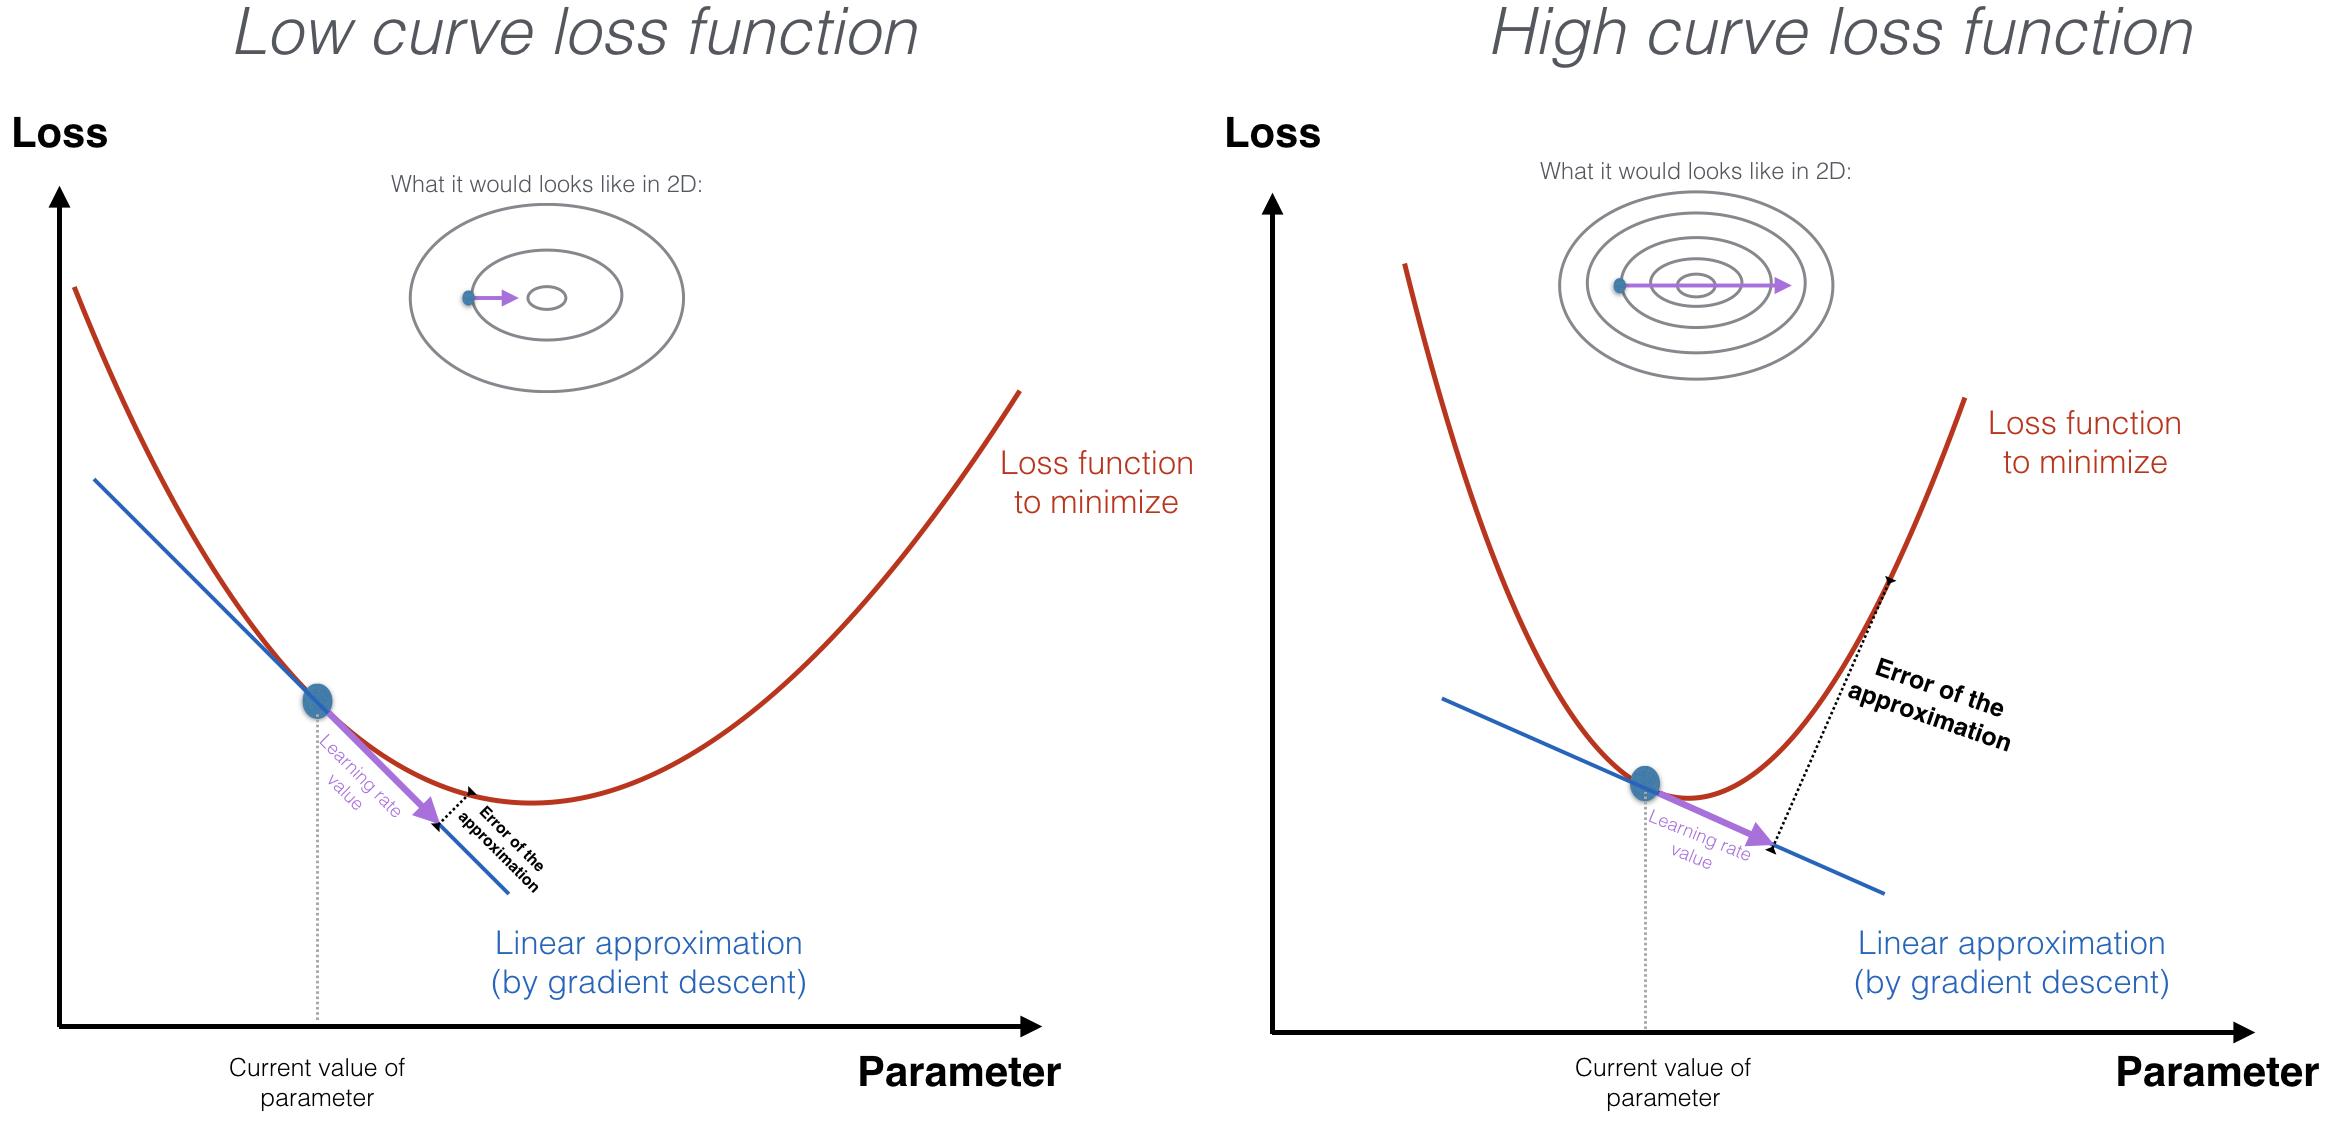 Low curve loss function
Loss
What it would looks like in 2D:
Loss function
to minimize
Learning rate
value
Error of the
approximation
Linear approximation
(by gradient descent)
Current value of
parameter
Parameter
High curve loss function
Loss
What it would looks like in 2D:
Loss function
to minimize
Error of the
approximation
Learning rate
value
Linear approximation
(by gradient descent)
Current value of
parameter
Parameter